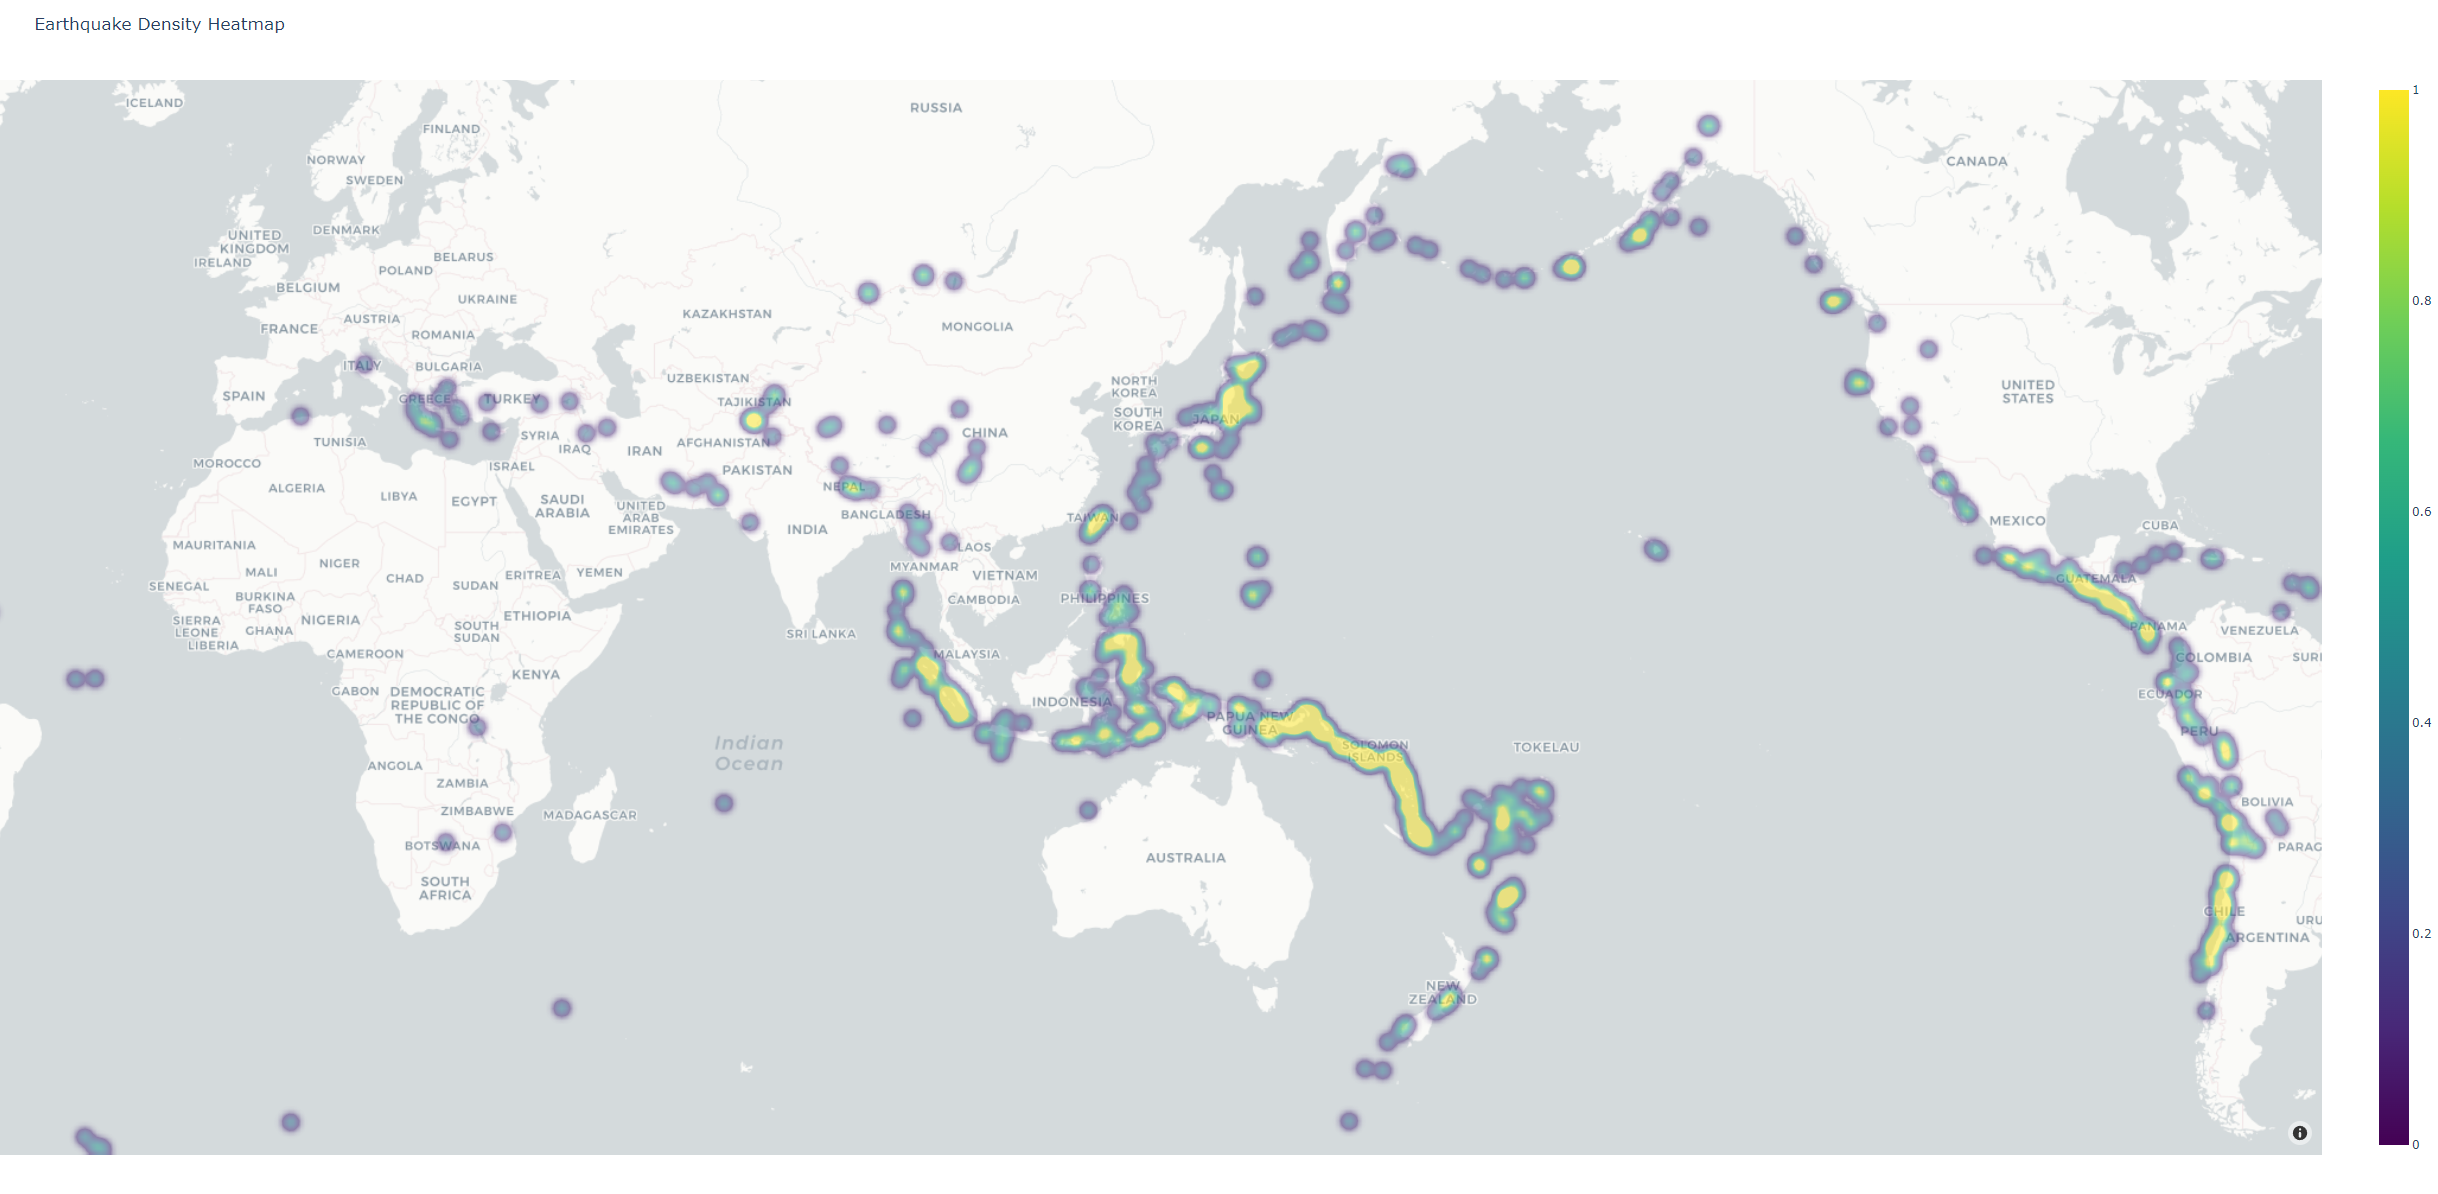 Earthquake Density Heatmap
ICELAND
RUSSIA
FINLAND
NORWAY
SWEDEN
CANADA
UNITED
KINGDOM
DENMARK
IRELAND
BELARUS
POLAND
BELGIUM
UKRAINE
AUSTRIA
FRANCE
ROMANIA
KAZAKHSTAN
MONGOLIA
ITALY
BULGARIA
UZBEKISTAN
NORTH
KOREA
SPAIN
GREECE
TURKEY
TAJIKISTAN
SOUTH
KOREA
JAPAN
UNITED
STATES
TUNISIA
SYRIA
IRAQ
IRAN
AFGHANISTAN
CHINA
MOROCCO
ISRAEL
PAKISTAN
ALGERIA
LIBYA
EGYPT
SAUDI
ARABIA
UNITED
ARAB
EMIRATES
NEPAL
BANGLADESH
INDIA
TAIWAN
MEXICO
CUBA
MAURITANIA
NIGER
MALI
CHAD
SUDAN
ERITREA
YEMEN
LAOS
MYANMAR
VIETNAM
SENEGAL
BURKINA
FASO
CAMBODIA
PHILIPPINES
GUATEMALA
SIERRA
LEONE
LIBERIA
GHANA
NIGERIA
SOUTH
SUDAN
ETHIOPIA
SRI LANKA
PANAMA
VENEZUELA
CAMEROON
MALAYSIA
COLOMBIA
SURI
KENYA
GABON
DEMOCRATIC
REPUBLIC OF
THE CONGO
INDONESIA
ECUADOR
PAPUA NEW
GUINEA
PERU
Indian
Ocean
SOLOMON
ISLANDS
TOKELAU
ANGOLA
ZAMBIA
ZIMBABWE
MADAGASCAR
BOLIVIA
BOTSWANA
AUSTRALIA
PARAG
SOUTH
AFRICA
CHILE
URU
ARGENTINA
NEW
ZEALAND
1
0.8
0.6
0.4
0.2
0